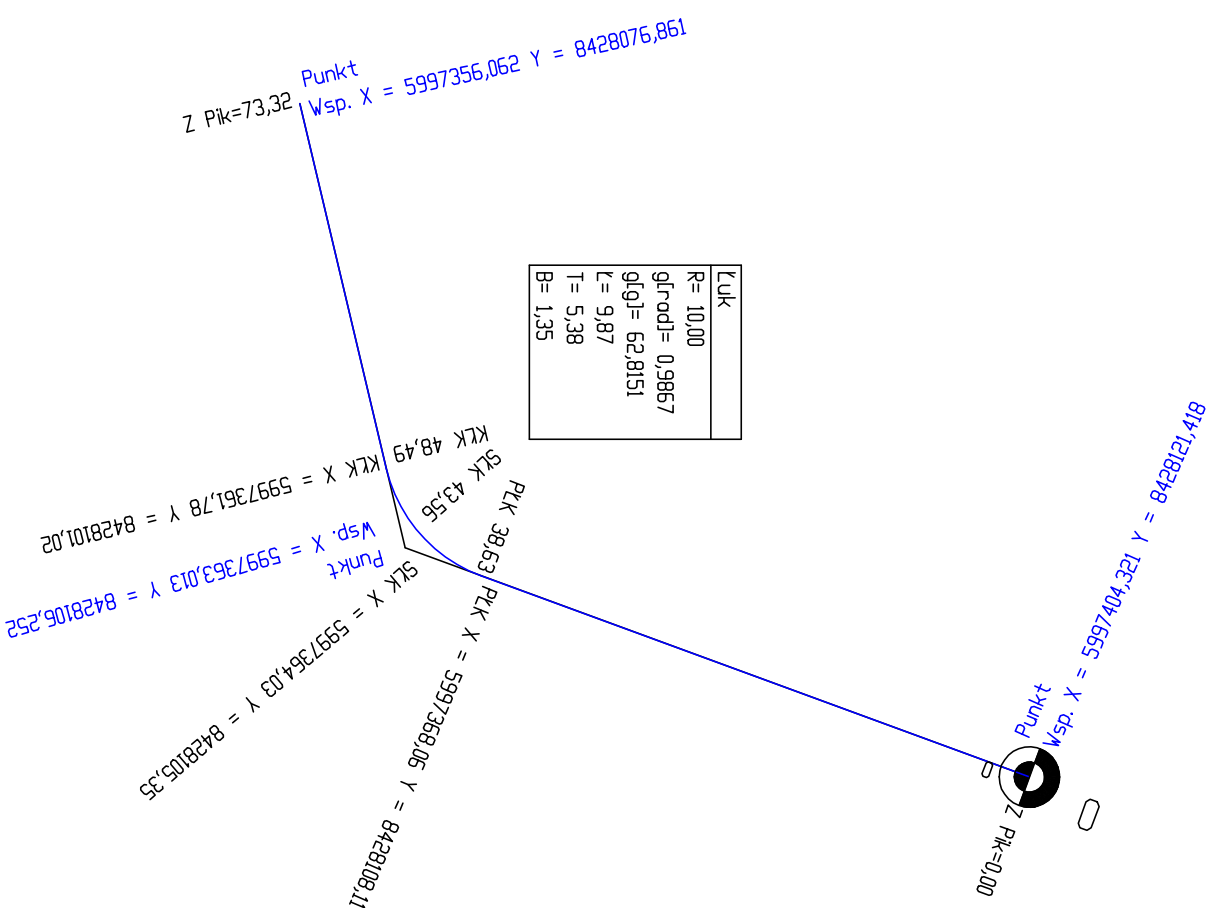 Punkt
Wsp. X = 5997356,062 Y = 8428076,861
Z Pik=73,32
Łuk
R= 10,00
g[rad]= 0,9867
g[g]= 62,8151
Ł= 9,87
T= 5,38
B= 1,35
KŁK 48,49
KŁK X = 5997361,78 Y = 8428101,02
SŁK 43,56
PŁK 38,63
Wsp. X = 5997363,013 Y = 8428106,252
Punkt
SŁK X = 5997364,03 Y = 8428105,35
PŁK X = 5997368,06 Y = 8428108,11
Punkt
Wsp. X = 5997404,321 Y = 8428121,418
Z Pik=0,00